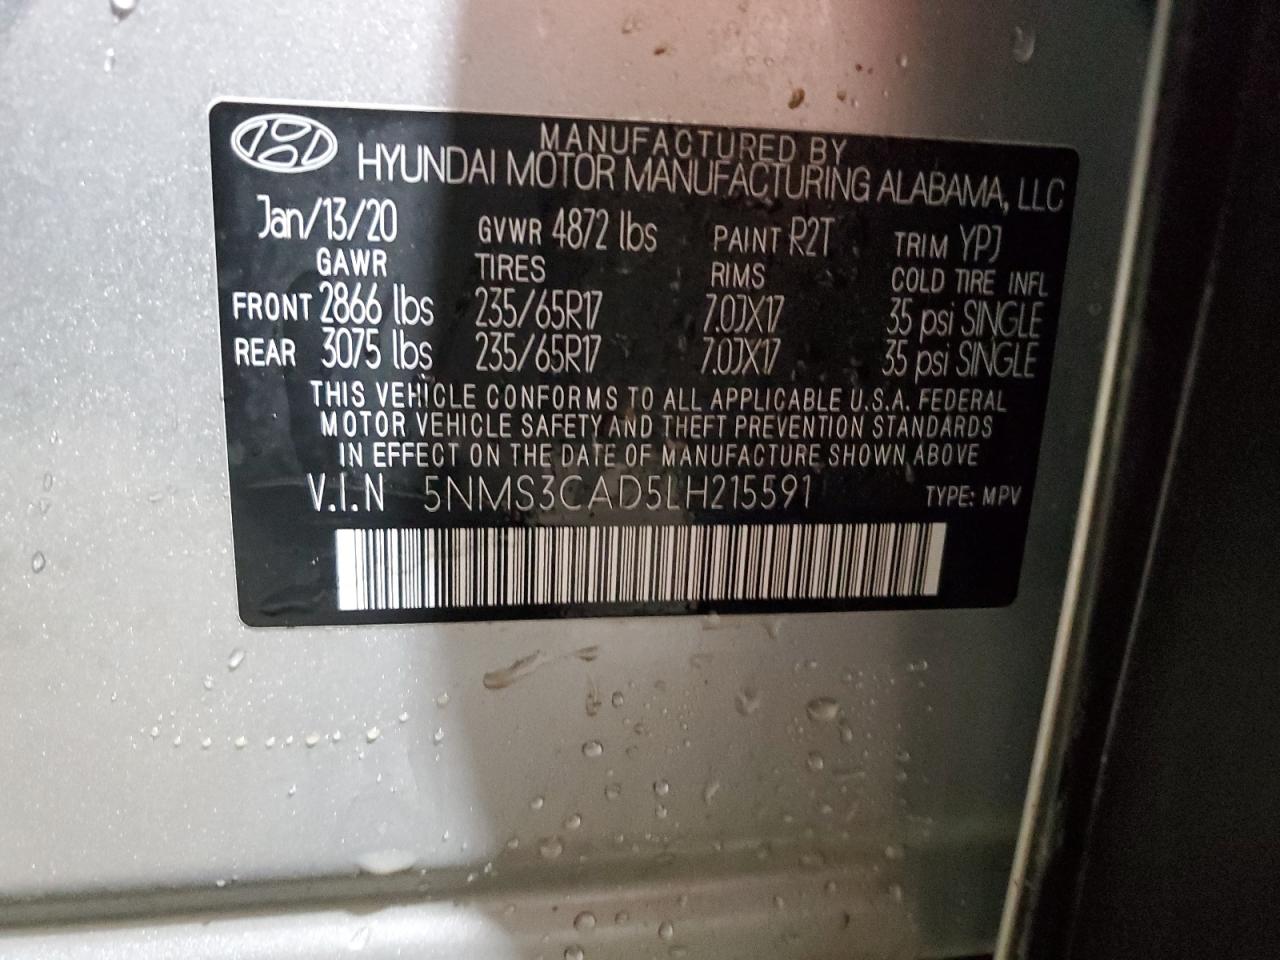 MANUFACTURED BY
HYUNDAI MOTOR MANUFACTURING ALABAMA, LLC
Jan/13/20 GVWR 4872 lbs PAINT R2T TRIM YPJ
GAWR TIRES RIMS COLD TIRE INFL
FRONT 2866 lbs 235/65R17 7.0JX17 35 psi SINGLE
REAR 3075 lbs 235/65R17 7.0JX17 35 psi SINGLE
THIS VEHICLE CONFORMS TO ALL APPLICABLE U.S.A. FEDERAL
MOTOR VEHICLE SAFETY AND THEFT PREVENTION STANDARDS
IN EFFECT ON THE DATE OF MANUFACTURE SHOWN ABOVE
V.I.N 5NMS3CAD5LH215591 TYPE: MPV